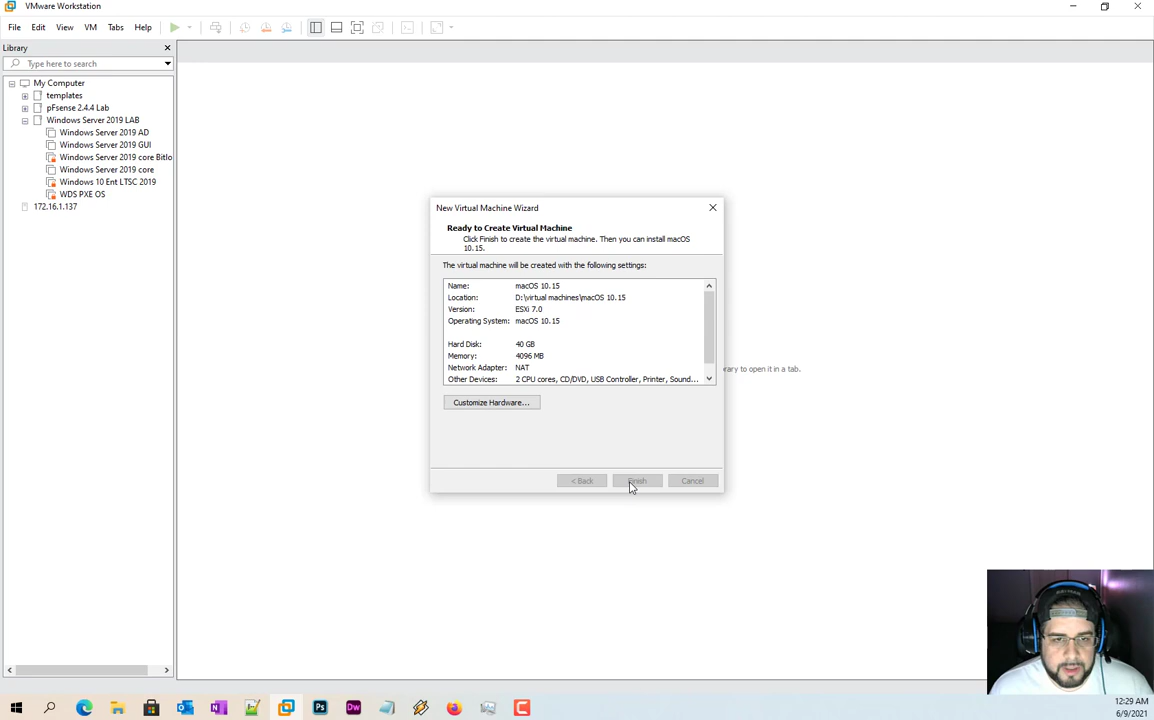 VMware Workstation
File Edit View VM Tabs Help
Library
Type here to search
My Computer
templates
pFsense 2.4.4 Lab
Windows Server 2019 LAB
Windows Server 2019 AD
Windows Server 2019 GUI
Windows Server 2019 core Bitlo
Windows Server 2019 core
Windows 10 Ent LTSC 2019
WDS PXE OS
172.16.1.137
New Virtual Machine Wizard
Ready to Create Virtual Machine
Click Finish to create the virtual machine. Then you can install macOS
10.15.
The virtual machine will be created with the following settings:
Name: macOS 10.15
Location: D:\virtual machines\macOS 10.15
Version: ESXi 7.0
Operating System: macOS 10.15
Hard Disk: 40 GB
Memory: 4096 MB
Network Adapter: NAT
Other Devices: 2 CPU cores, CD/DVD, USB Controller, Printer, Sound...
Customize Hardware...
< Back Finish Cancel
rary to open it in a tab.
12:29 AM
6/9/2021